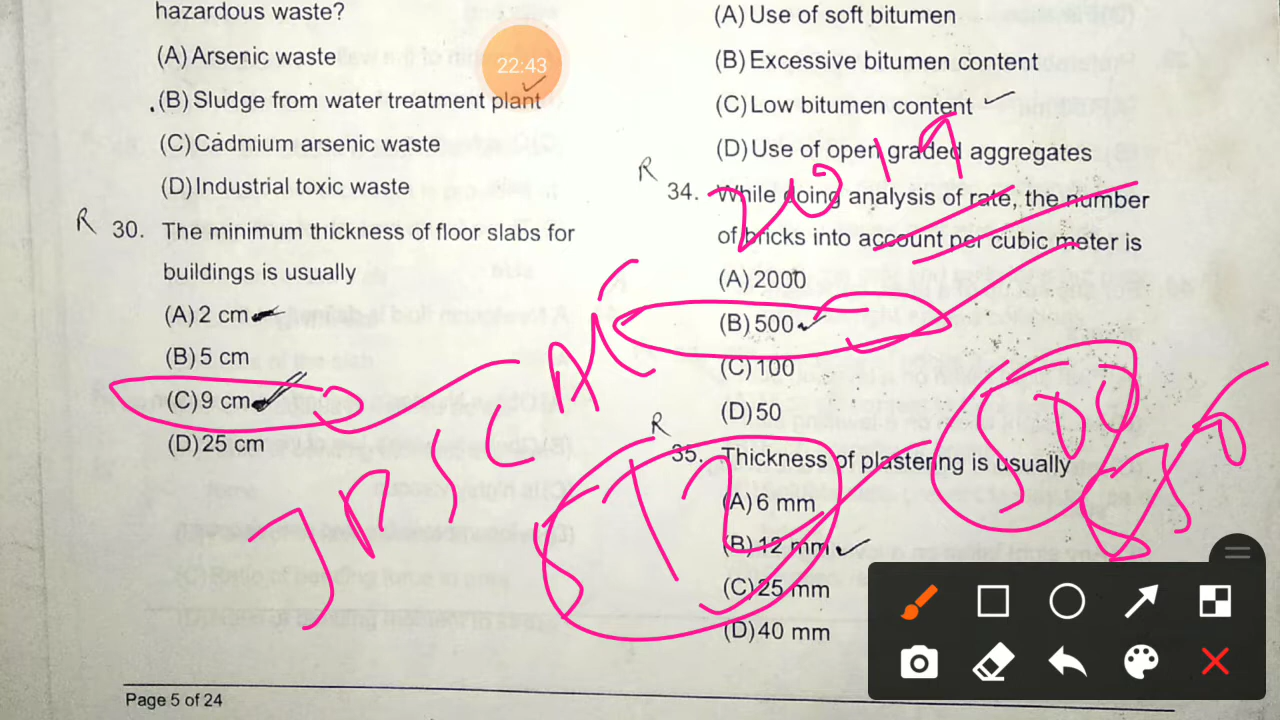 hazardous waste?
(A) Arsenic waste
(B) Sludge from water treatment plant
(C) Cadmium arsenic waste
(D) Industrial toxic waste
R 30. The minimum thickness of floor slabs for
buildings is usually
(A) 2 cm
(B) 5 cm
(C) 9 cm
(D) 25 cm
Page 5 of 24
(A) Use of soft bitumen
(B) Excessive bitumen content
(C) Low bitumen content
(D) Use of open graded aggregates
R 34. While doing analysis of rate, the number
of bricks into account per cubic meter is
(A) 2000
(B) 500
(C) 100
(D) 50
R 35. Thickness of plastering is usually
(A) 6 mm
(B) 12 mm
(C) 25 mm
(D) 40 mm
22:43
2019
500